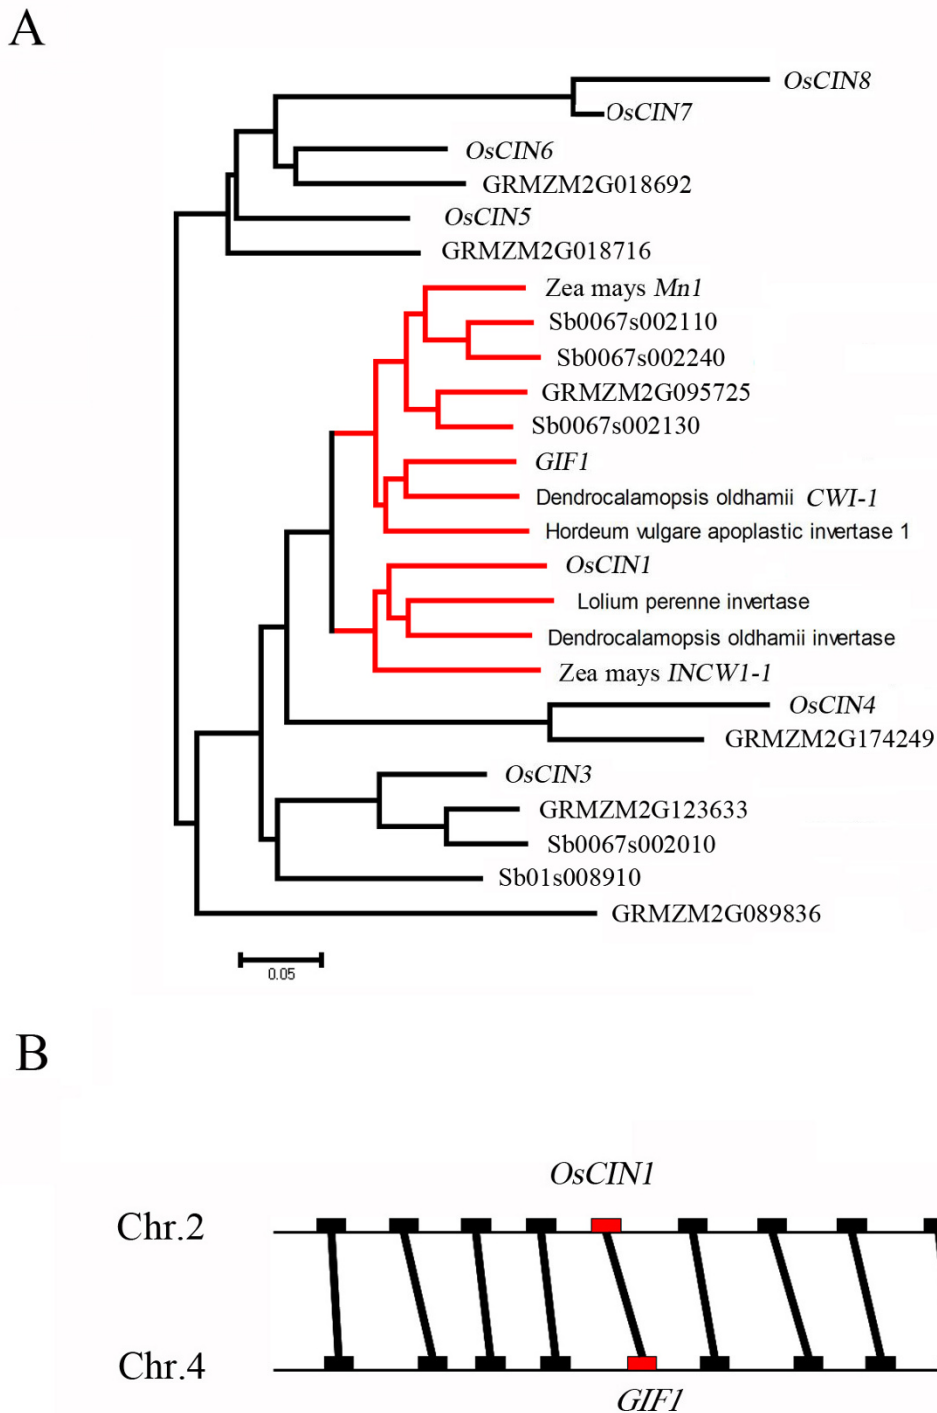 A
OsCIN8
OsCIN7
OsCIN6
GRMZM2G018692
OsCIN5
GRMZM2G018716
Zea mays Mn1
Sb0067s002110
Sb0067s002240
GRMZM2G095725
Sb0067s002130
GIF1
Dendrocalamopsis oldhamii CWI-1
Hordeum vulgare apoplastic invertase 1
OsCIN1
Lolium perenne invertase
Dendrocalamopsis oldhamii invertase
Zea mays INCW1-1
OsCIN4
GRMZM2G174249
OsCIN3
GRMZM2G123633
Sb0067s002010
Sb01s008910
GRMZM2G089836
0.05
B
OsCIN1
Chr.2
Chr.4
GIF1